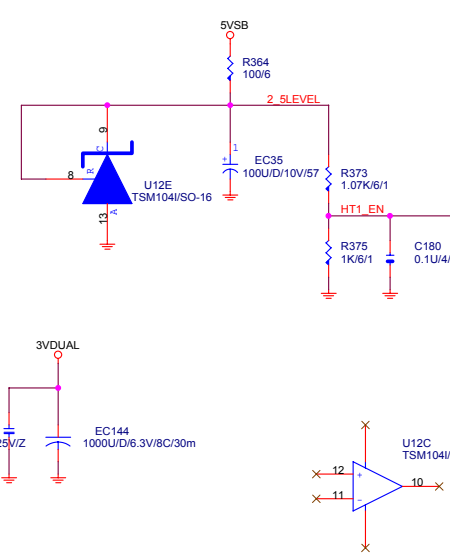 5VSB
R364
100/6
2_5LEVEL
9
C
R
8
U12E
TSM104I/SO-16
13
A
1
+
EC35
100U/D/10V/57
R373
1.07K/6/1
HT1_EN
R375
1K/6/1
C180
0.1U/4/
3VDUAL
5V/Z
EC144
1000U/D/6.3V/8C/30m
U12C
TSM104I/
12
+
11
-
10